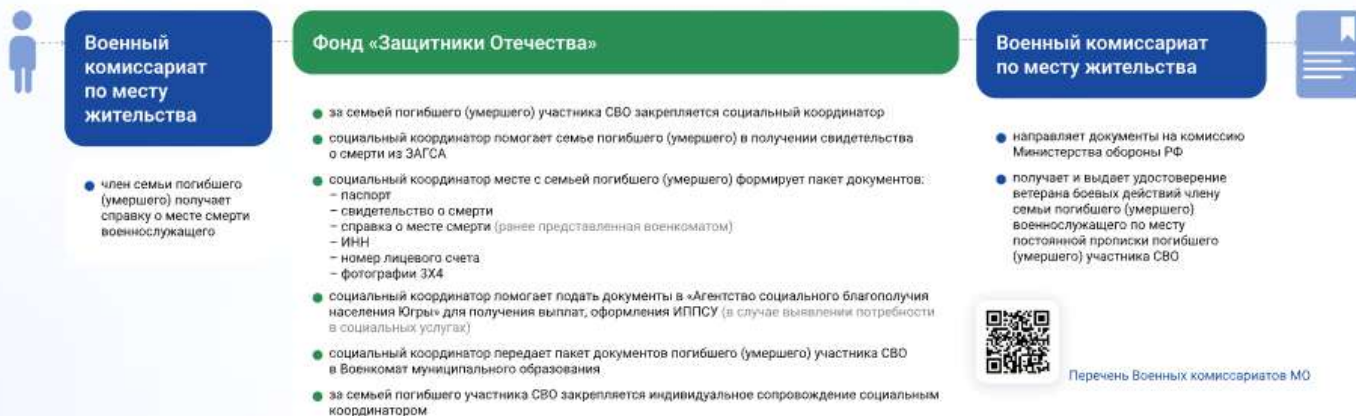 Военный
комиссариат
по месту
жительства
член семьи погибшего
(умершего) получает
справку о месте смерти
военнослужащего
Фонд «Защитники Отечества»
за семьей погибшего (умершего) участника СВО закрепляется социальный координатор
социальный координатор помогает семье погибшего (умершего) в получении свидетельства
о смерти из ЗАГСА
социальный координатор месте с семьей погибшего (умершего) формирует пакет документов:
– паспорт
– свидетельство о смерти
– справка о месте смерти (ранее представленная военкоматом)
– ИНН
– номер лицевого счета
– фотографии 3Х4
социальный координатор помогает подать документы в «Агентство социального благополучия
населения Югры» для получения выплат, оформления ИППСУ (в случае выявлении потребности
в социальных услугах)
социальный координатор передает пакет документов погибшего (умершего) участника СВО
в Военкомат муниципального образования
за семьей погибшего участника СВО закрепляется индивидуальное сопровождение социальным
координатором
Военный комиссариат
по месту жительства
направляет документы на комиссию
Министерства обороны РФ
получает и выдает удостоверение
ветерана боевых действий члену
семьи погибшего (умершего)
военнослужащего по месту
постоянной прописки погибшего
(умершего) участника СВО
Перечень Военных комиссариатов МО